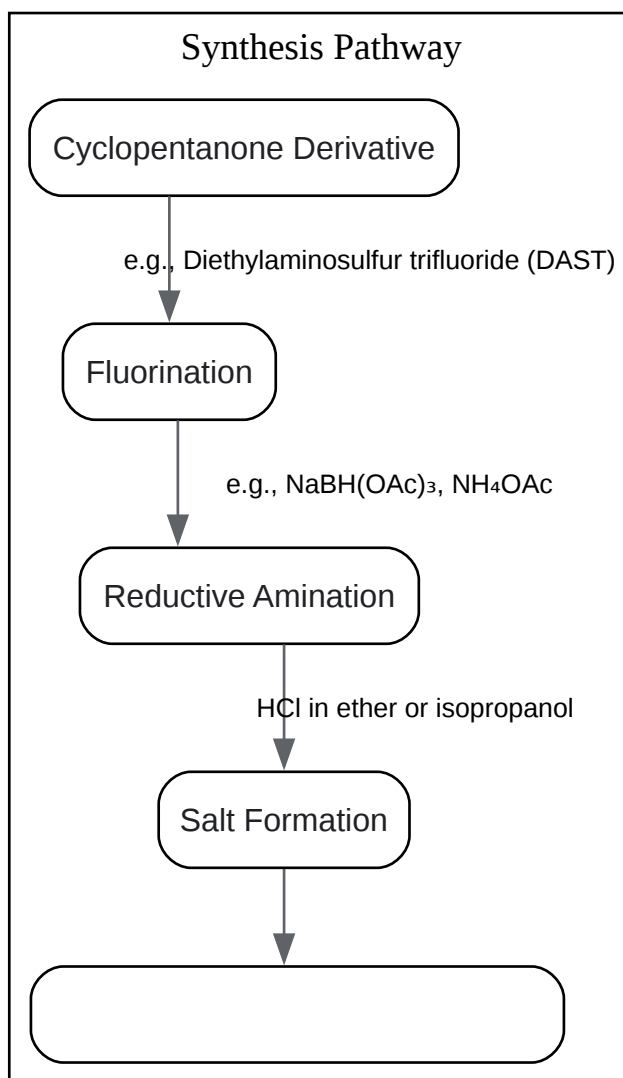 Synthesis Pathway
Cyclopentanone Derivative
e.g., Diethylaminosulfur trifluoride (DAST)
Fluorination
e.g., NaBH(OAc)₃, NH₄OAc
Reductive Amination
HCl in ether or isopropanol
Salt Formation